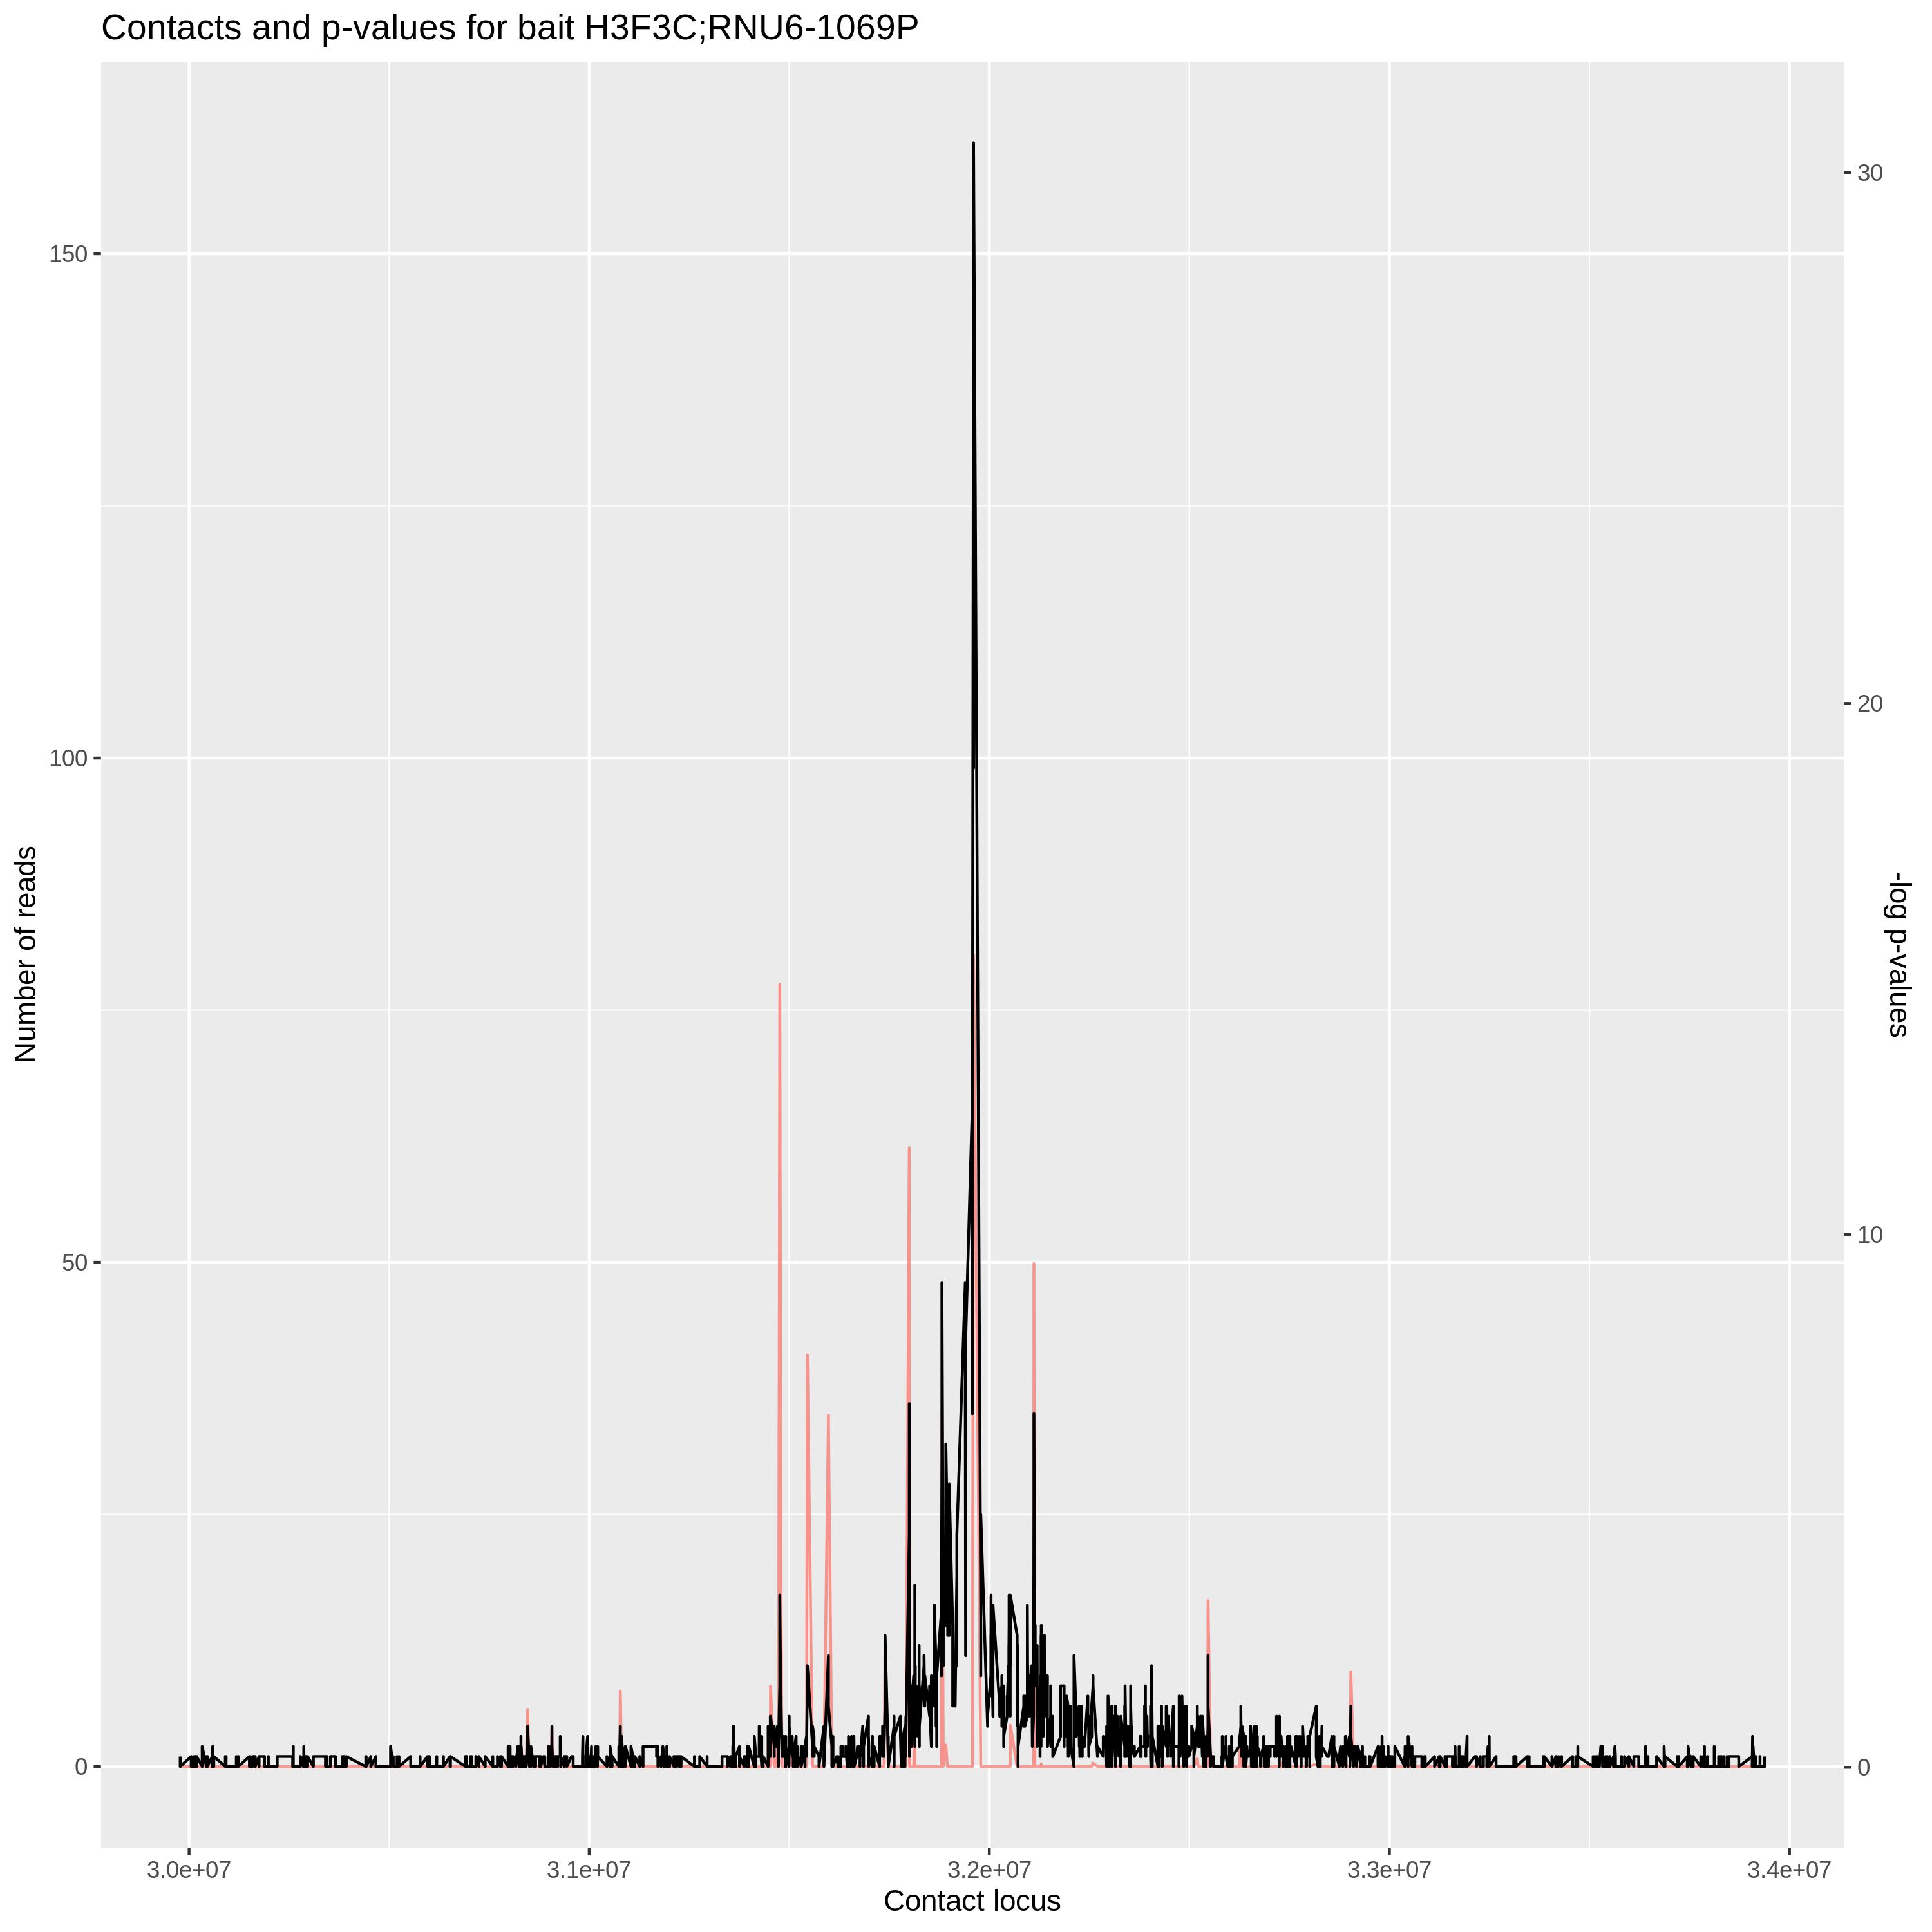 Contacts and p-values for bait H3F3C;RNU6-1069P
150
100
50
0
30
20
10
0
Number of reads
-log p-values
3.0e+07
3.1e+07
3.2e+07
3.3e+07
3.4e+07
Contact locus